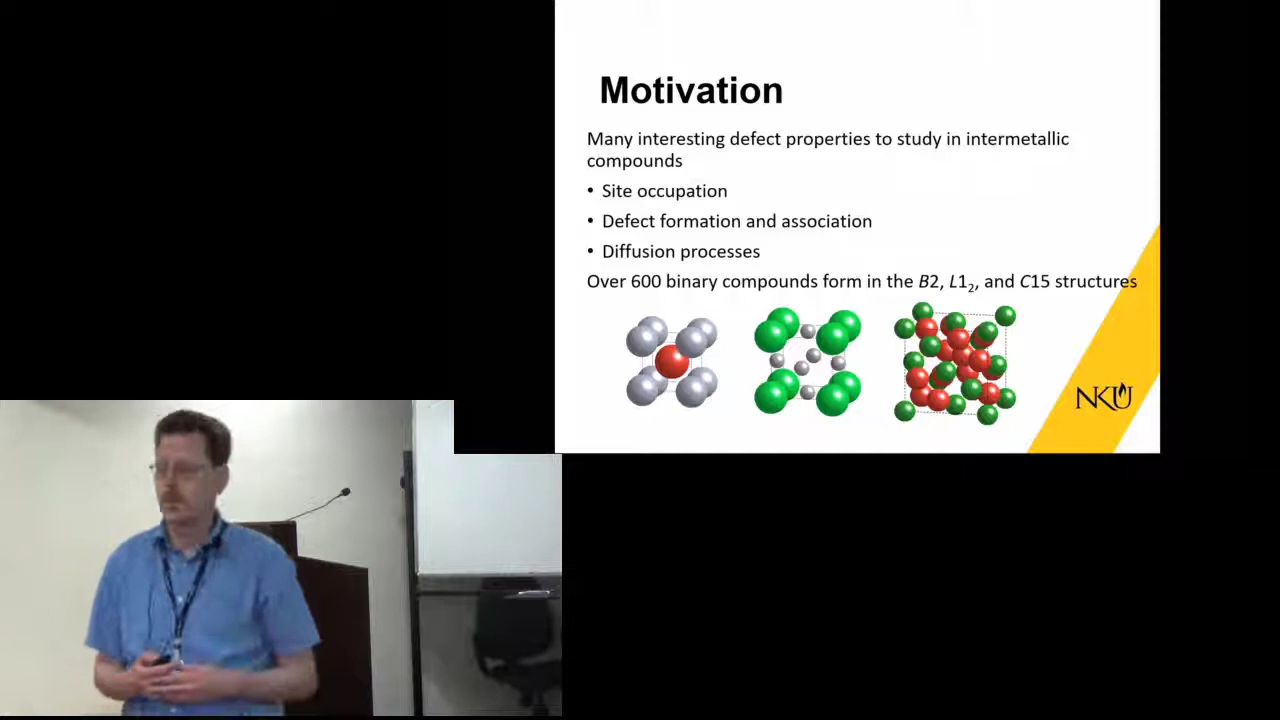 Motivation
Many interesting defect properties to study in intermetallic
compounds
• Site occupation
• Defect formation and association
• Diffusion processes
Over 600 binary compounds form in the B2, L1₂, and C15 structures
NKU